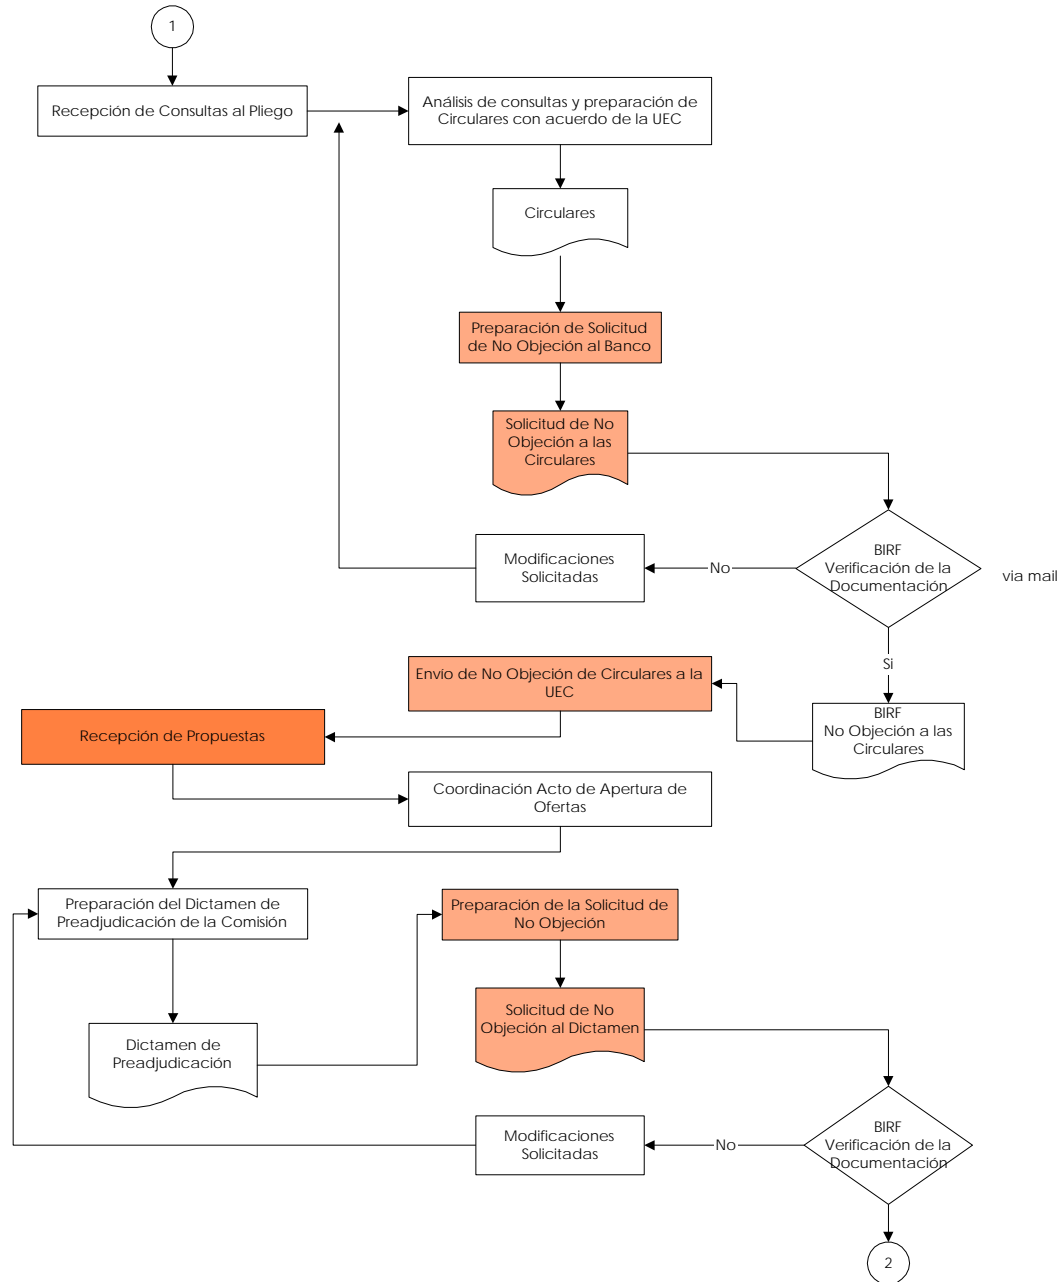 1
Recepción de Consultas al Pliego
Análisis de consultas y preparación de
Circulares con acuerdo de la UEC
Circulares
Preparación de Solicitud
de No Objeción al Banco
Solicitud de No
Objeción a las
Circulares
BIRF
Verificación de la
Documentación
via mail
No
Modificaciones
Solicitadas
Si
BIRF
No Objeción a las
Circulares
Envío de No Objeción de Circulares a la
UEC
Recepción de Propuestas
Coordinación Acto de Apertura de
Ofertas
Preparación del Dictamen de
Preadjudicación de la Comisión
Dictamen de
Preadjudicación
Preparación de la Solicitud de
No Objeción
Solicitud de No
Objeción al Dictamen
BIRF
Verificación de la
Documentación
No
Modificaciones
Solicitadas
2